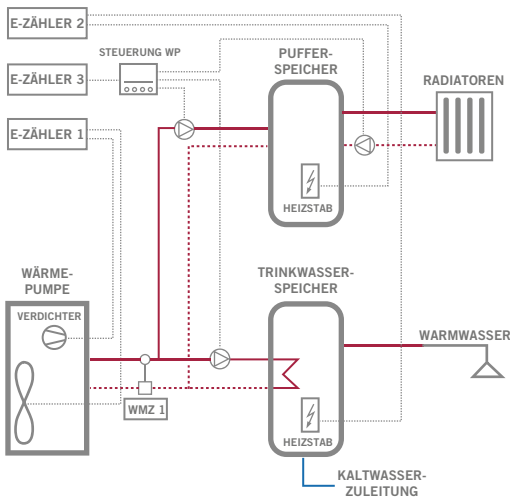 E-ZÄHLER 2
STEUERUNG WP
PUFFER-
SPEICHER
E-ZÄHLER 3
RADIATOREN
E-ZÄHLER 1
HEIZSTAB
WÄRME-
PUMPE
TRINKWASSER-
SPEICHER
VERDICHTER
WARMWASSER
WMZ 1
HEIZSTAB
KALTWASSER-
ZULEITUNG